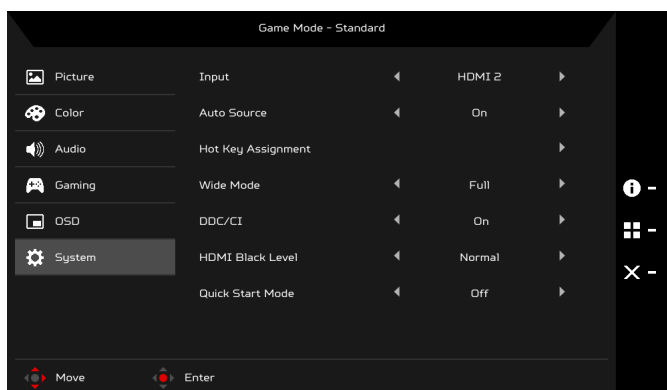 Game Mode - Standard
Picture
Input HDMI 2
Color
Auto Source On
Audio
Hot Key Assignment
Gaming
Wide Mode Full
OSD
DDC/CI On
System
HDMI Black Level Normal
Quick Start Mode Off
Move Enter